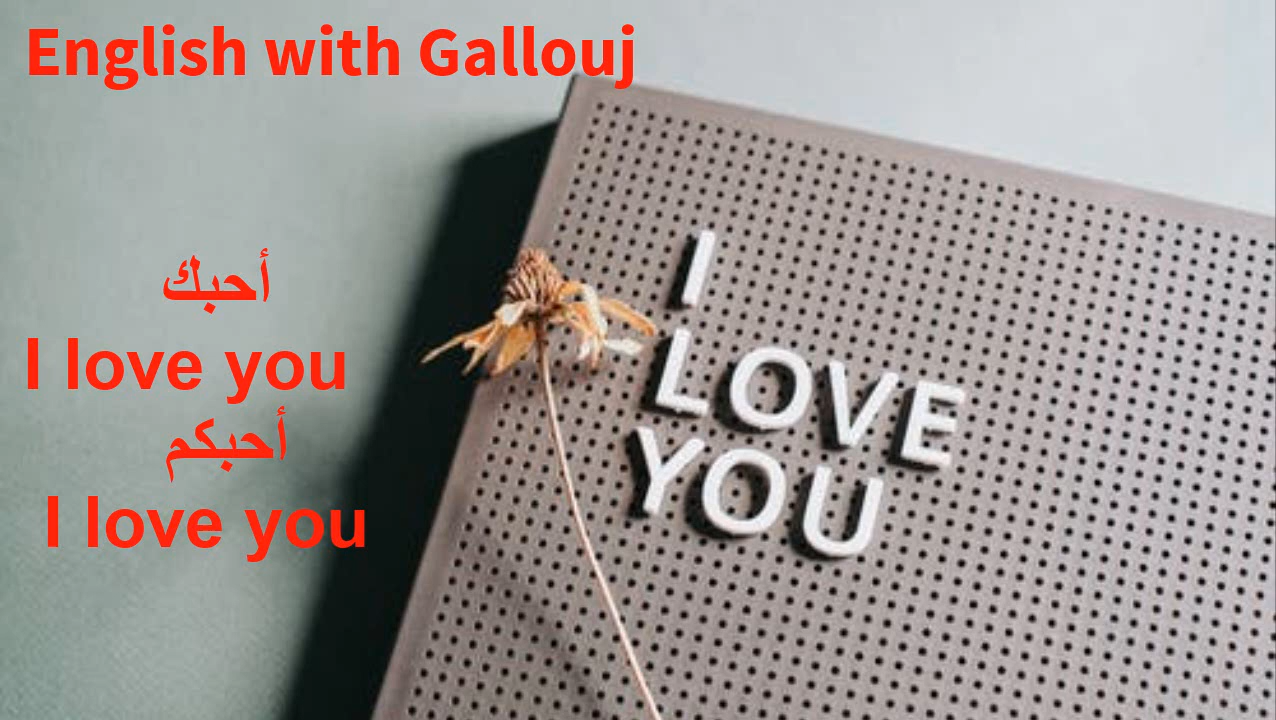 English with Gallouj
أحبك
I love you
أحبكم
I love you
I
LOVE
YOU